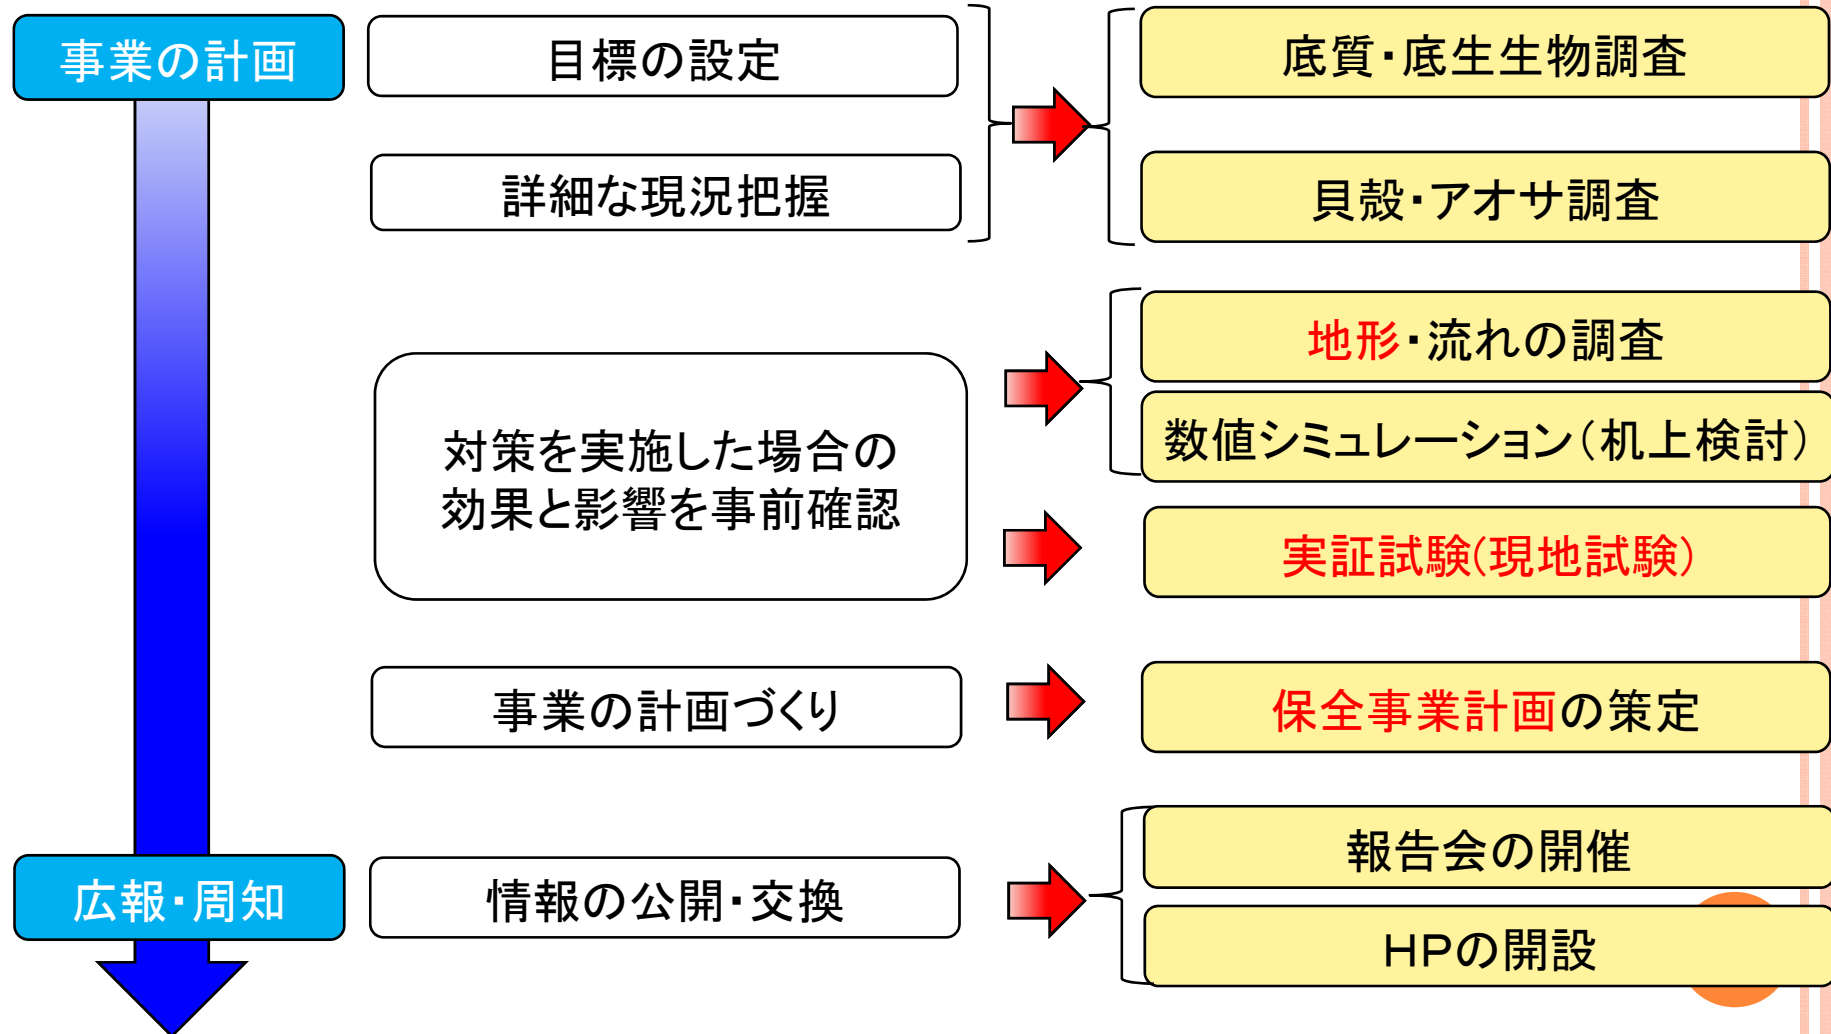 事業の計画
目標の設定
底質・底生生物調査
詳細な現況把握
貝殻・アオサ調査
対策を実施した場合の
効果と影響を事前確認
地形・流れの調査
数値シミュレーション（机上検討）
実証試験(現地試験）
事業の計画づくり
保全事業計画の策定
広報・周知
情報の公開・交換
報告会の開催
HPの開設